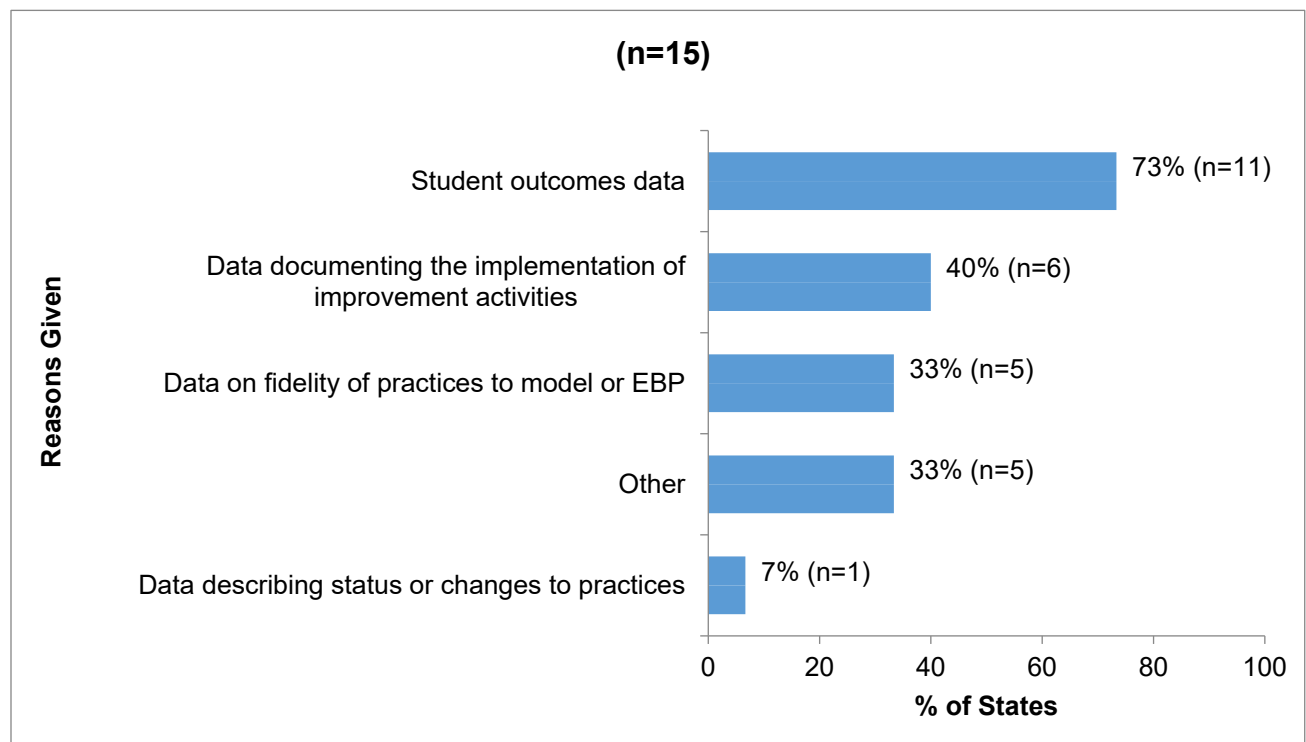 (n=15)
Student outcomes data
73% (n=11)
Data documenting the implementation of
improvement activities
40% (n=6)
Data on fidelity of practices to model or EBP
33% (n=5)
Other
33% (n=5)
Data describing status or changes to practices
7% (n=1)
Reasons Given
0 20 40 60 80 100
% of States